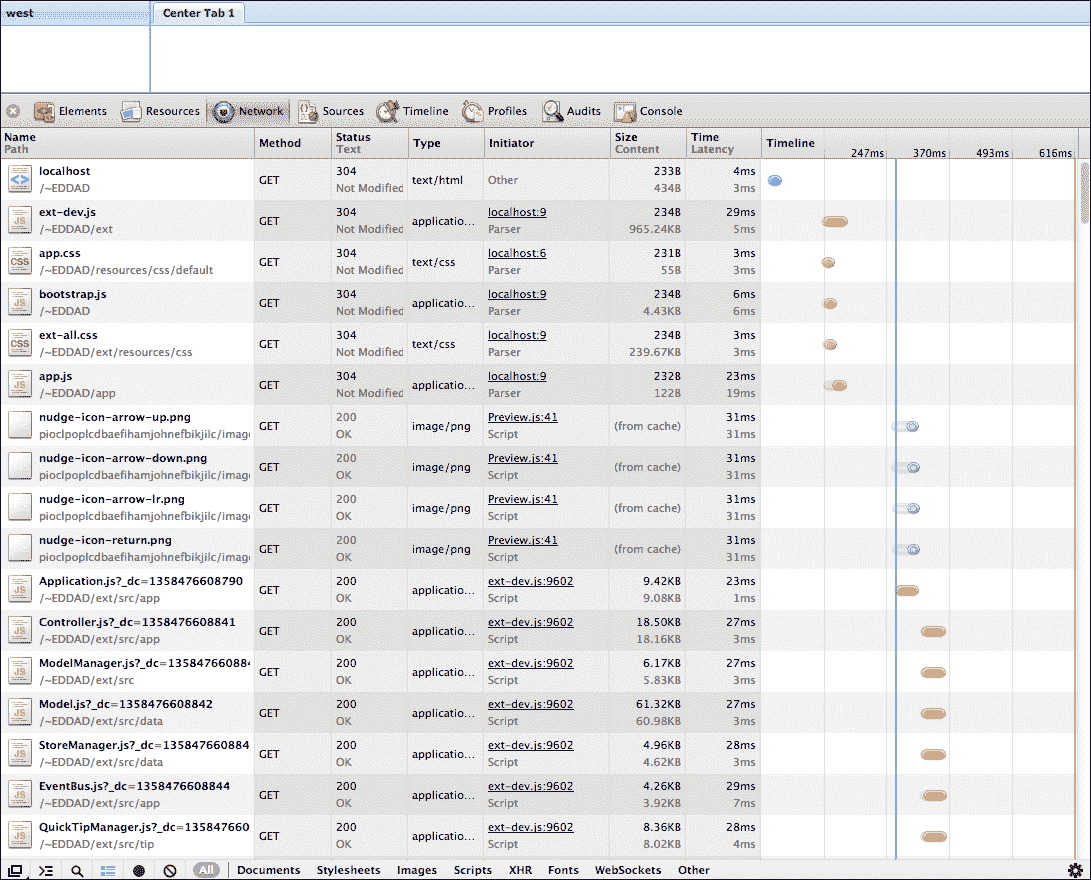 west Center Tab 1
Elements Resources Network Sources Timeline Profiles Audits Console
Name Method Status Type Initiator Size Time Timeline
Path Text Content Latency 247ms 370ms 493ms 616ms
localhost 304 233B 4ms
GET text/html Other
/~EDDAD Not Modified 434B 3ms
ext-dev.js 304 localhost:9 234B 29ms
GET applicatio...
/~EDDAD/ext Not Modified Parser 965.24KB 5ms
app.css 304 localhost:6 231B 3ms
GET text/css
/~EDDAD/resources/css/default Not Modified Parser 55B 3ms
bootstrap.js 304 localhost:9 234B 6ms
GET applicatio...
/~EDDAD Not Modified Parser 4.43KB 6ms
ext-all.css 304 localhost:9 234B 3ms
GET text/css
/~EDDAD/ext/resources/css Not Modified Parser 239.67KB 3ms
app.js 304 localhost:9 232B 23ms
GET applicatio...
/~EDDAD/app Not Modified Parser 122B 19ms
nudge-icon-arrow-up.png 200 Preview.js:41 31ms
GET image/png (from cache)
pioclpoplcdbaefihamjohnefbikjilc/image OK Script 31ms
nudge-icon-arrow-down.png 200 Preview.js:41 31ms
GET image/png (from cache)
pioclpoplcdbaefihamjohnefbikjilc/image OK Script 31ms
nudge-icon-arrow-lr.png 200 Preview.js:41 31ms
GET image/png (from cache)
pioclpoplcdbaefihamjohnefbikjilc/image OK Script 31ms
nudge-icon-return.png 200 Preview.js:41 31ms
GET image/png (from cache)
pioclpoplcdbaefihamjohnefbikjilc/image OK Script 31ms
Application.js?_dc=1358476608790 200 ext-dev.js:9602 9.42KB 23ms
GET applicatio...
/~EDDAD/ext/src/app OK Script 9.08KB 1ms
Controller.js?_dc=1358476608841 200 ext-dev.js:9602 18.50KB 27ms
GET applicatio...
/~EDDAD/ext/src/app OK Script 18.16KB 3ms
ModelManager.js?_dc=135847660884 200 ext-dev.js:9602 6.17KB 27ms
GET applicatio...
/~EDDAD/ext/src OK Script 5.83KB 3ms
Model.js?_dc=1358476608842 200 ext-dev.js:9602 61.32KB 27ms
GET applicatio...
/~EDDAD/ext/src/data OK Script 60.98KB 3ms
StoreManager.js?_dc=135847660884 200 ext-dev.js:9602 4.96KB 28ms
GET applicatio...
/~EDDAD/ext/src/data OK Script 4.62KB 3ms
EventBus.js?_dc=1358476608844 200 ext-dev.js:9602 4.26KB 29ms
GET applicatio...
/~EDDAD/ext/src/app OK Script 3.92KB 7ms
QuickTipManager.js?_dc=135847660 200 ext-dev.js:9602 8.36KB 28ms
GET applicatio...
/~EDDAD/ext/src/tip OK Script 8.02KB 4ms
All Documents Stylesheets Images Scripts XHR Fonts WebSockets Other